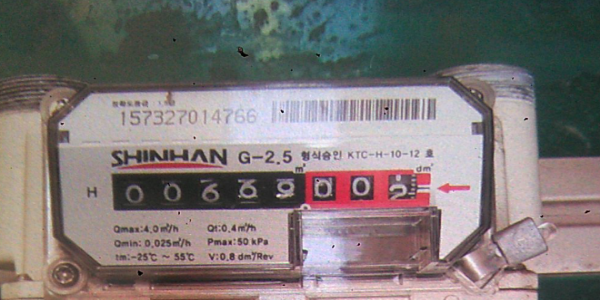 157327014766
SHINHAN G-2.5 형식승인 KTC-H-10-12 호
m³ dm³
H 0 0 6 6 9 0 0
Qmax:4.0㎥/h Qt:0.4㎥/h
Qmin: 0.025㎥/h Pmax:50 kPa
tm:-25℃ ~ 55℃ V:0.8 dm³/Rev